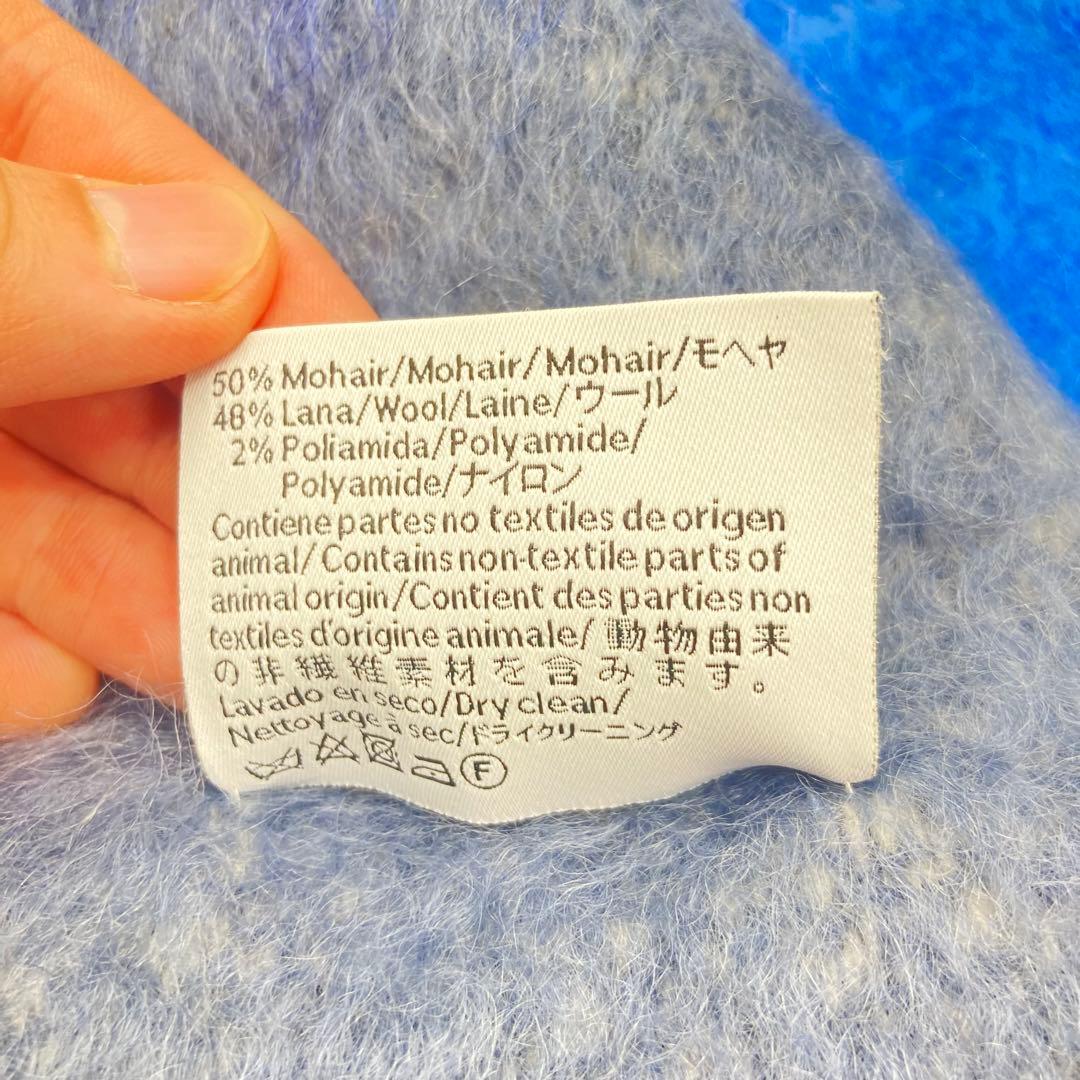 50% Mohair/Mohair/Mohair/モヘヤ
48% Lana/Wool/Laine/ウール
2% Poliamida/Polyamide/
Polyamide/ナイロン
Contiene partes no textiles de origen
animal/Contains non-textile parts of
animal origin/Contient des parties non
textiles d'origine animale/動物由来
の非繊維素材を含みます。
Lavado en seco/Dry clean/
Nettoyage à sec/ドライクリーニング
F